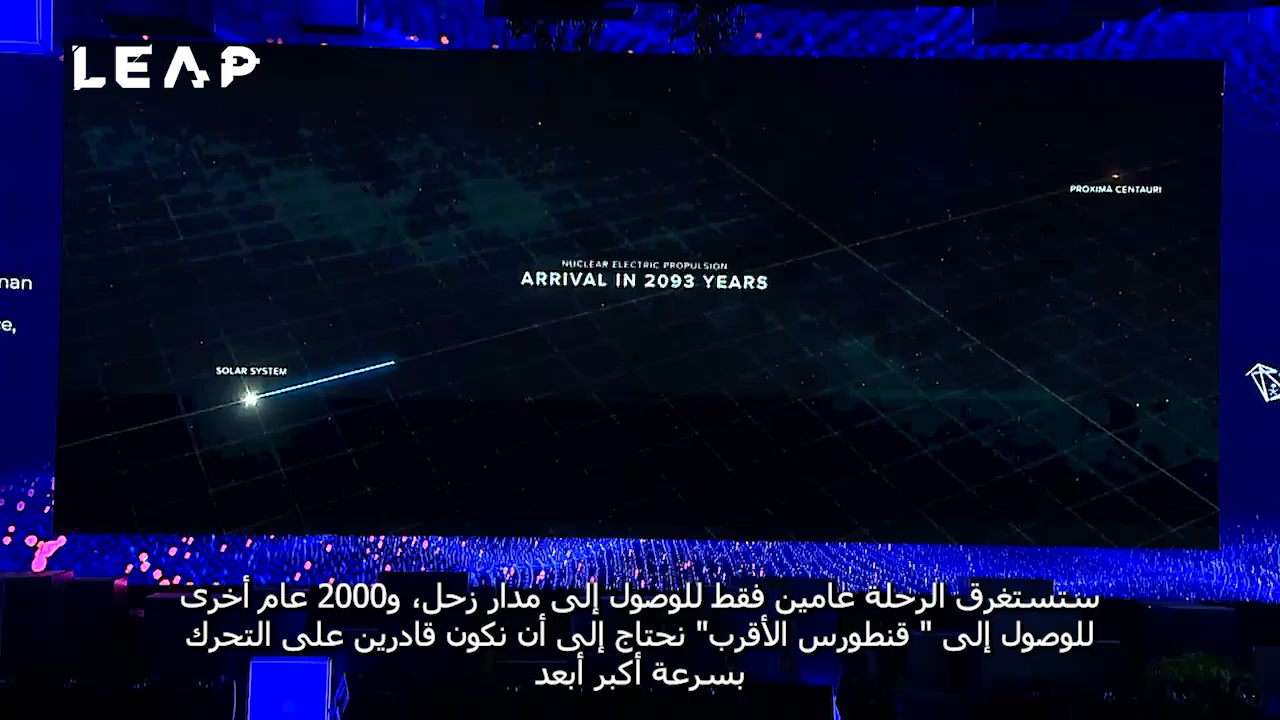 LEAP
PROXIMA CENTAURI
NUCLEAR ELECTRIC PROPULSION
ARRIVAL IN 2093 YEARS
SOLAR SYSTEM
ستستغرق الرحلة عامين فقط للوصول إلى مدار زحل، و2000 عام أخرى
للوصول إلى " قنطورس الأقرب" نحتاج إلى أن نكون قادرين على التحرك
بسرعة أكبر أبعد